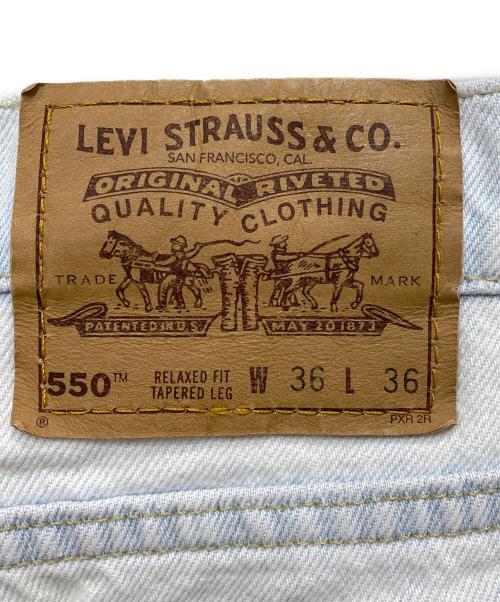 LEVI STRAUSS & CO.
SAN FRANCISCO, CAL.
ORIGINAL RIVETED
QUALITY CLOTHING
TRADE MARK
PATENTED IN U.S. MAY 20 1873
550™ RELAXED FIT TAPERED LEG W 36 L 36
® PXR 2R